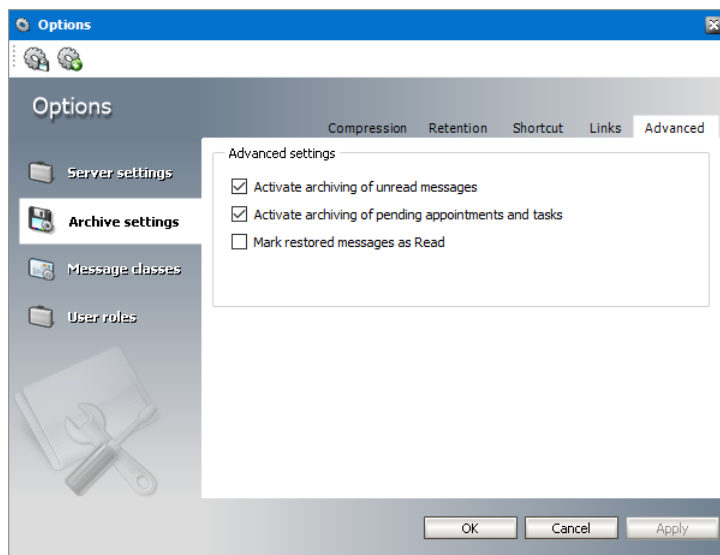 Options
Options
Compression Retention Shortcut Links Advanced
Server settings
Archive settings
Message classes
User roles
Advanced settings
Activate archiving of unread messages
Activate archiving of pending appointments and tasks
Mark restored messages as Read
OK Cancel Apply